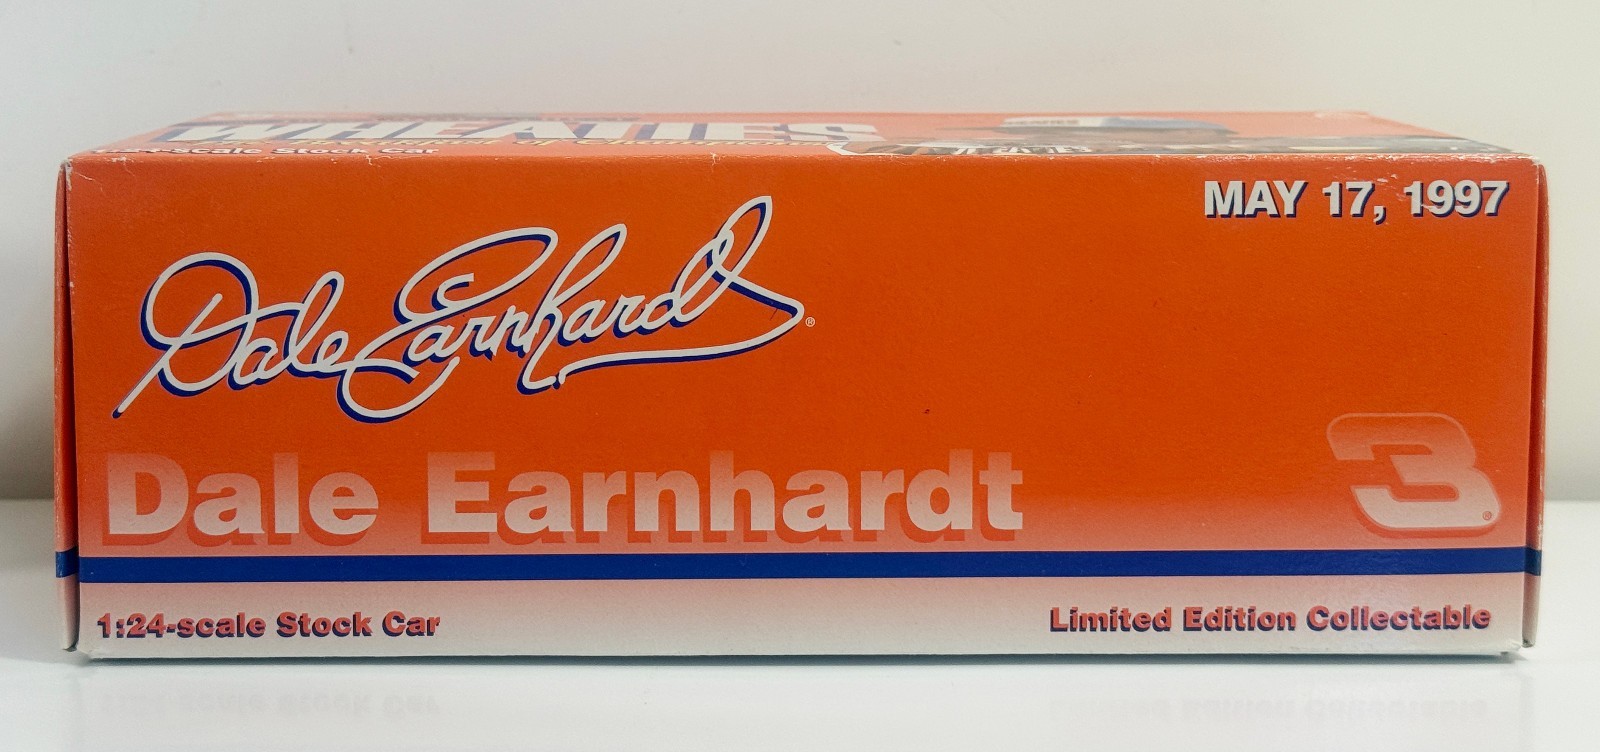 WHEATIES
1:24-scale Stock Car
MAY 17, 1997
Dale Earnhardt®
Dale Earnhardt
3®
1:24-scale Stock Car
Limited Edition Collectable